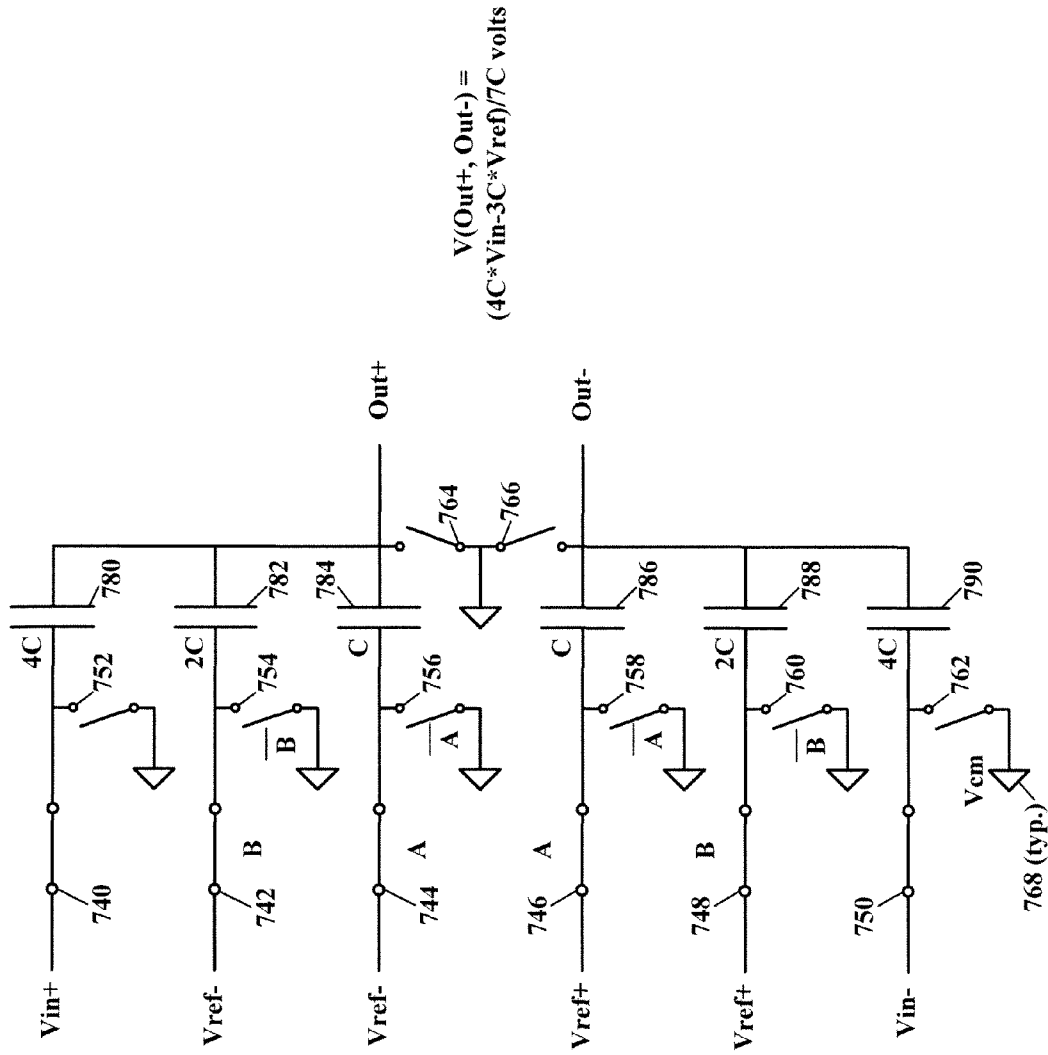 Vin+
740
752
4C
780
Vref-
742
B
B
754
2C
782
Vref-
744
A
A
756
C
784
Out+
764
766
Vref+
746
A
A
758
C
786
Out-
Vref+
748
B
B
760
2C
788
Vin-
750
Vcm
762
4C
790
768 (typ.)
V(Out+, Out-) =
(4C*Vin-3C*Vref)/7C volts